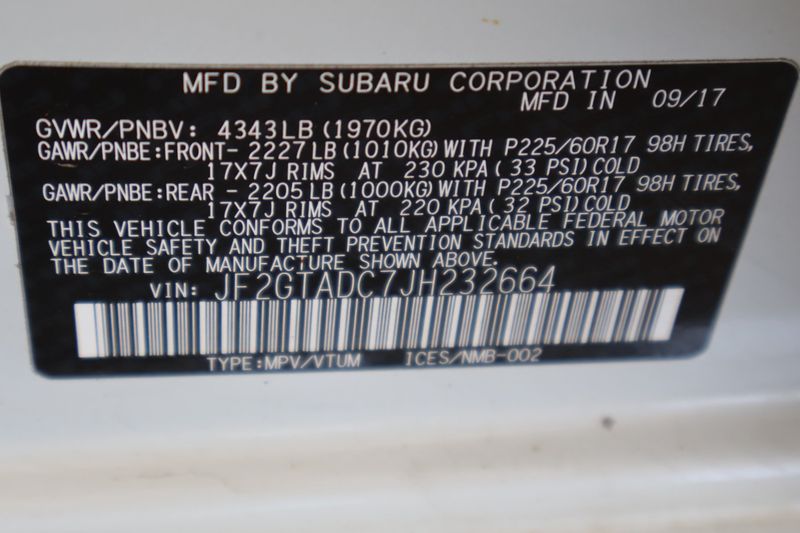 MFD BY SUBARU CORPORATION
MFD IN 09/17
GVWR/PNBV: 4343LB (1970KG)
GAWR/PNBE:FRONT- 2227LB (1010KG) WITH P225/60R17 98H TIRES,
17X7J RIMS AT 230 KPA( 33 PSI) COLD
GAWR/PNBE:REAR - 2205LB (1000KG) WITH P225/60R17 98H TIRES,
17X7J RIMS AT 220 KPA( 32 PSI) COLD
THIS VEHICLE CONFORMS TO ALL APPLICABLE FEDERAL MOTOR
VEHICLE SAFETY AND THEFT PREVENTION STANDARDS IN EFFECT ON
THE DATE OF MANUFACTURE SHOWN ABOVE.
VIN: JF2GTADC7JH232664
TYPE:MPV/VTUM ICES/NMB-002